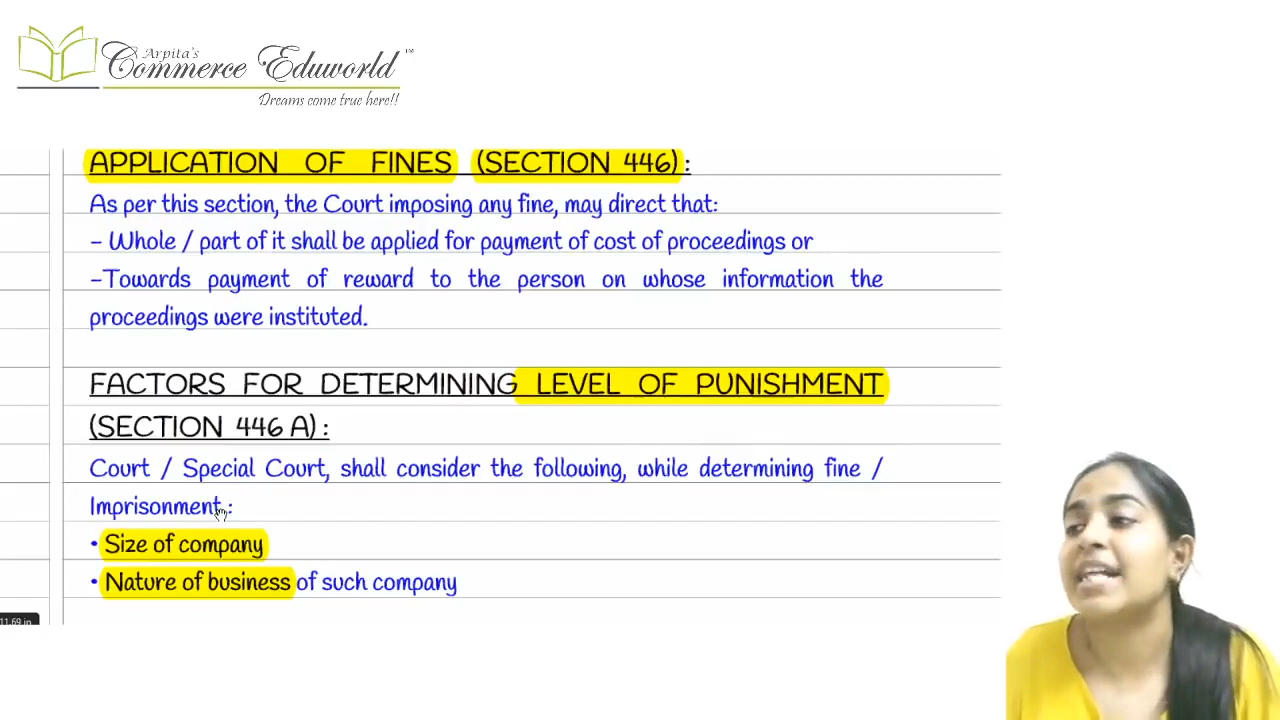 Arpita's
Commerce Eduworld™
Dreams come true here!!
APPLICATION OF FINES (SECTION 446):
As per this section, the Court imposing any fine, may direct that:
- Whole / part of it shall be applied for payment of cost of proceedings or
-Towards payment of reward to the person on whose information the
proceedings were instituted.
FACTORS FOR DETERMINING LEVEL OF PUNISHMENT
(SECTION 446 A):
Court / Special Court, shall consider the following, while determining fine /
Imprisonment:
• Size of company
• Nature of business of such company
11.69 in